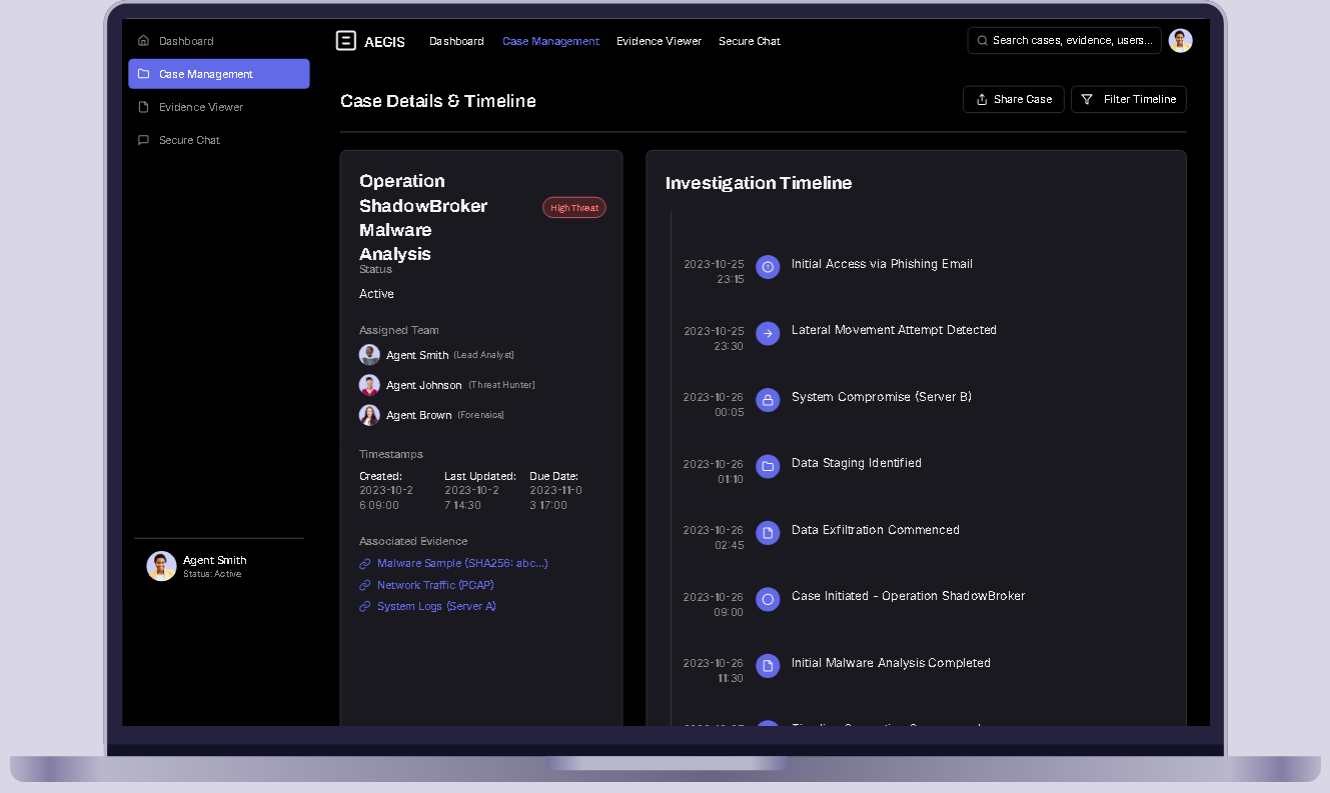 Dashboard
Case Management
Evidence Viewer
Secure Chat
Agent Smith
Status: Active
AEGIS
Dashboard
Case Management
Evidence Viewer
Secure Chat
Search cases, evidence, users...
Case Details & Timeline
Share Case
Filter Timeline
Operation
ShadowBroker
Malware
Analysis
High Threat
Status
Active
Assigned Team
Agent Smith (Lead Analyst)
Agent Johnson (Threat Hunter)
Agent Brown (Forensics)
Timestamps
Created: Last Updated: Due Date:
2023-10-2 2023-10-2 2023-11-0
6 09:00 7 14:30 3 17:00
Associated Evidence
Malware Sample (SHA256: abc...)
Network Traffic (PCAP)
System Logs (Server A)
Investigation Timeline
2023-10-25 Initial Access via Phishing Email
23:15
2023-10-25 Lateral Movement Attempt Detected
23:30
2023-10-26 System Compromise (Server B)
00:05
2023-10-26 Data Staging Identified
01:10
2023-10-26 Data Exfiltration Commenced
02:45
2023-10-26 Case Initiated - Operation ShadowBroker
09:00
2023-10-26 Initial Malware Analysis Completed
11:30